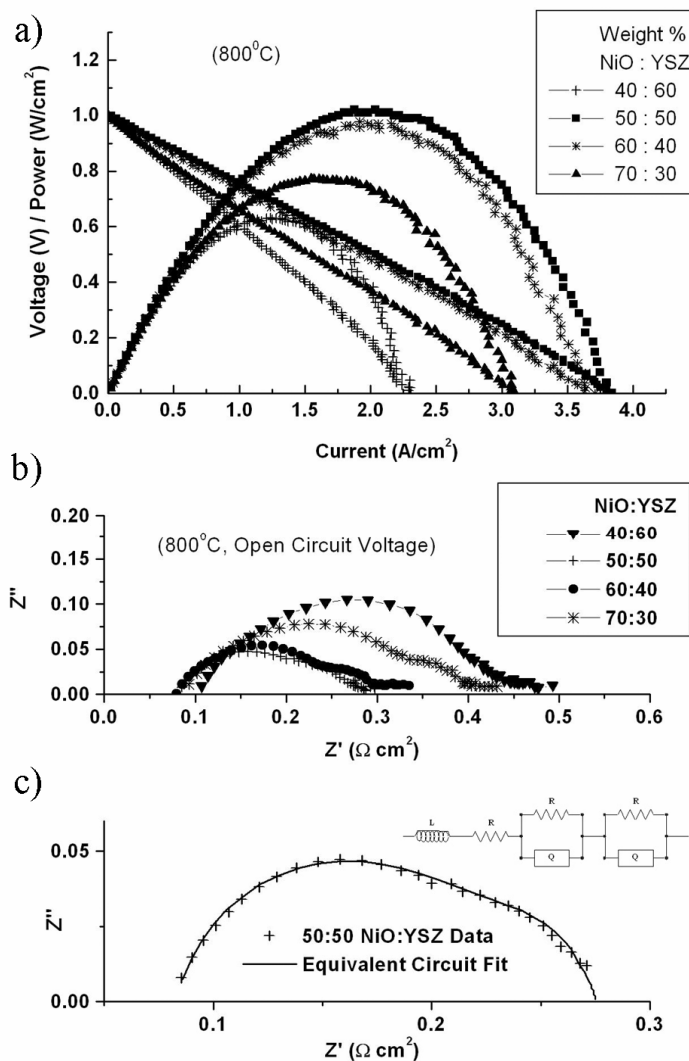 a)
(800⁰C)
Weight %
NiO : YSZ
40 : 60
50 : 50
60 : 40
70 : 30
Voltage (V) / Power (W/cm²)
1.2
1.0
0.8
0.6
0.4
0.2
0.0
0.0 0.5 1.0 1.5 2.0 2.5 3.0 3.5 4.0
Current (A/cm²)
b)
(800°C, Open Circuit Voltage)
NiO:YSZ
40:60
50:50
60:40
70:30
Z''
0.20
0.15
0.10
0.05
0.00
0.0 0.1 0.2 0.3 0.4 0.5 0.6
Z' (Ω cm²)
c)
L R R R
Q Q
Z''
0.05
0.00
50:50 NiO:YSZ Data
Equivalent Circuit Fit
0.1 0.2 0.3
Z' (Ω cm²)